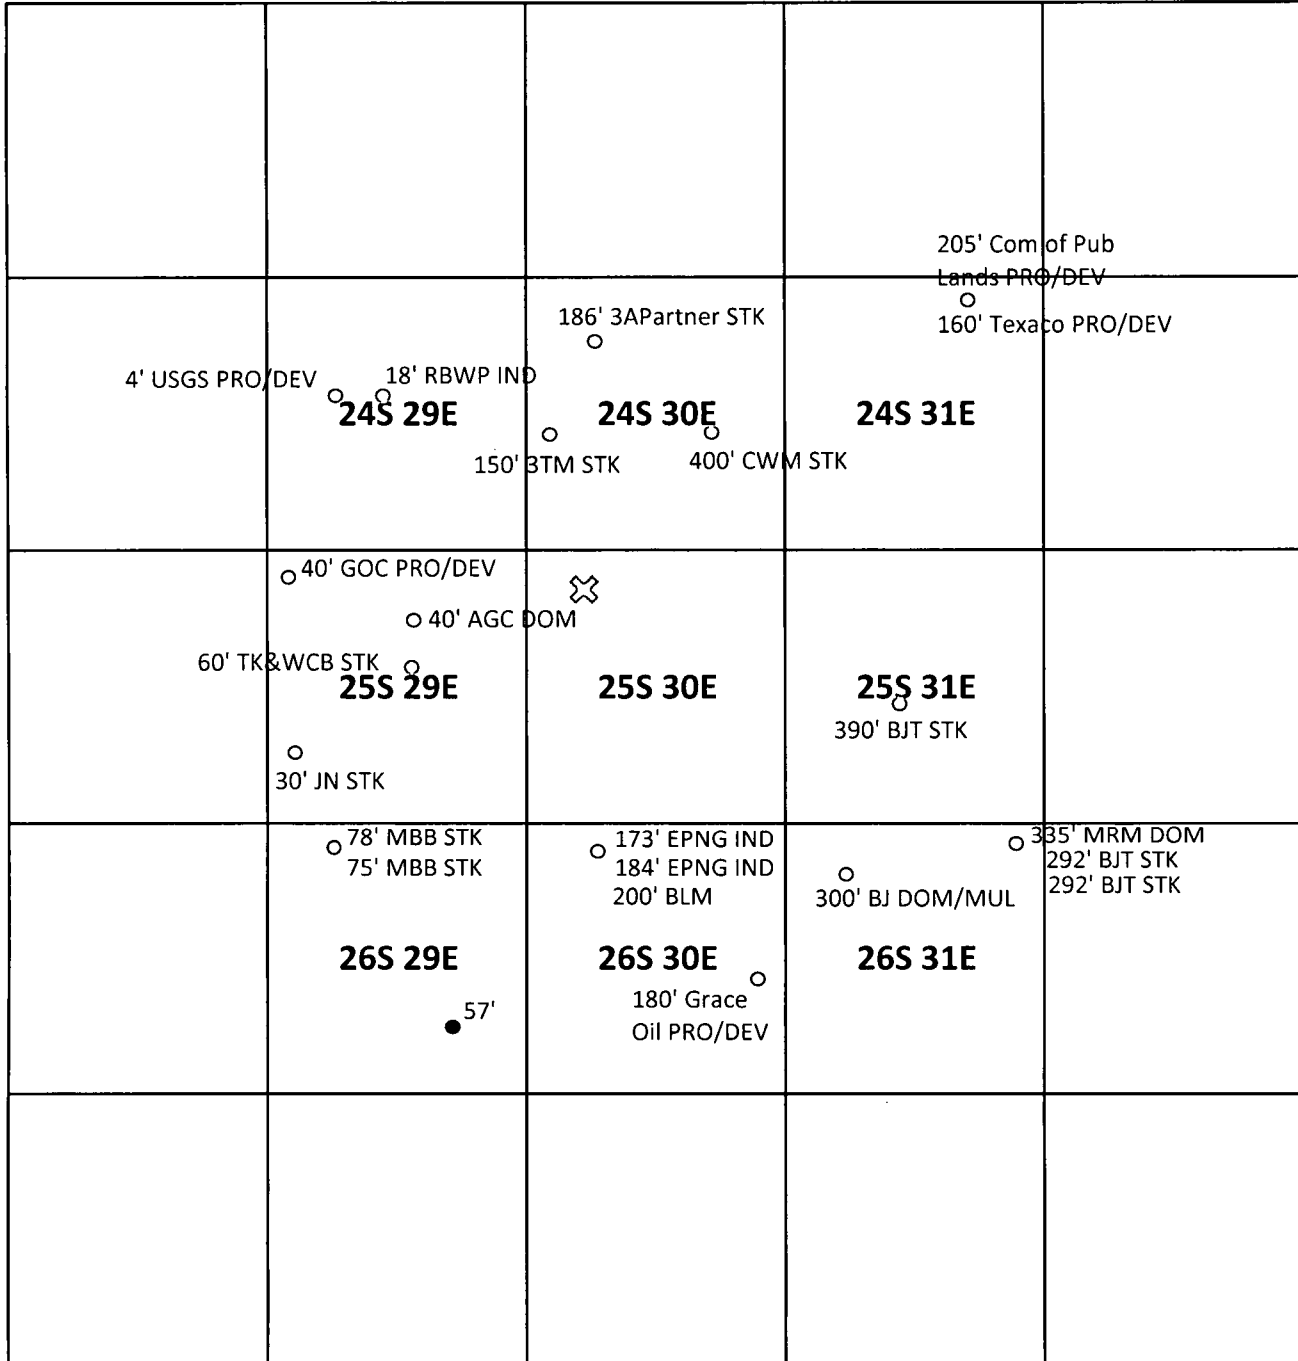 205' Com of Pub
Lands PRO/DEV
160' Texaco PRO/DEV
186' 3APartner STK
4' USGS PRO/DEV
18' RBWP IND
24S 29E
24S 30E
24S 31E
150' 3TM STK
400' CWM STK
40' GOC PRO/DEV
40' AGC DOM
60' TK&WCB STK
25S 29E
25S 30E
25S 31E
390' BJT STK
30' JN STK
78' MBB STK
75' MBB STK
173' EPNG IND
184' EPNG IND
200' BLM
335' MRM DOM
292' BJT STK
292' BJT STK
300' BJ DOM/MUL
26S 29E
26S 30E
26S 31E
180' Grace
Oil PRO/DEV
57'